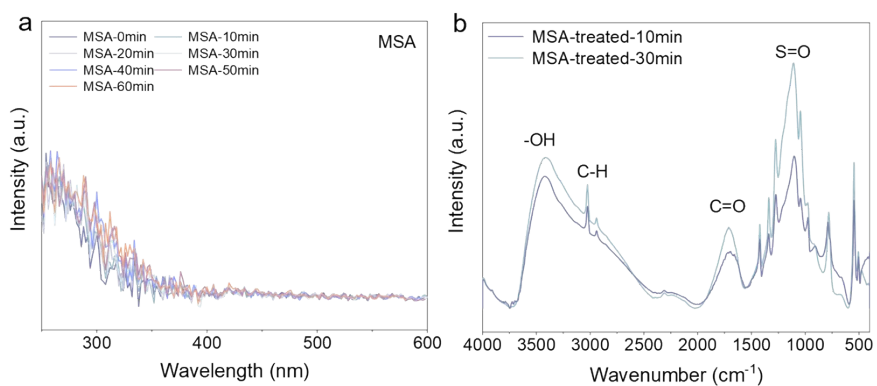 a
MSA-0min MSA-10min
MSA-20min MSA-30min
MSA-40min MSA-50min
MSA-60min
MSA
Intensity (a.u.)
300 400 500 600
Wavelength (nm)
b
MSA-treated-10min
MSA-treated-30min
S=O
-OH
C-H
C=O
Intensity (a.u.)
4000 3500 3000 2500 2000 1500 1000 500
Wavenumber (cm⁻¹)